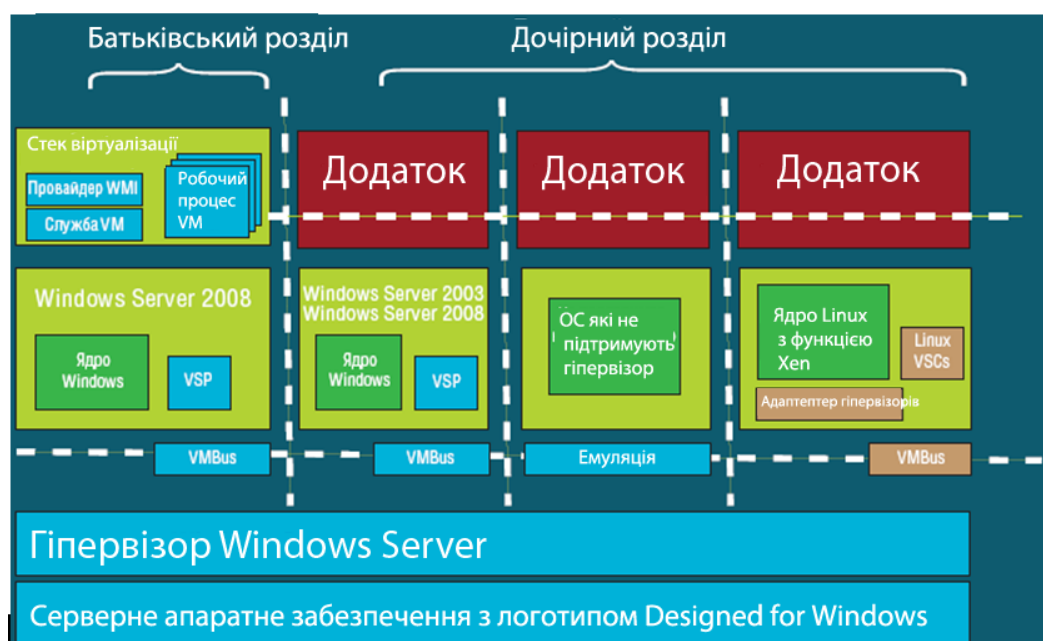 Батьківський розділ
Дочірний розділ
Стек віртуалізації
Провайдер WMI
Служба VM
Робочий
процес
VM
Додаток
Додаток
Додаток
Windows Server 2008
Ядро
Windows
VSP
Windows Server 2003
Windows Server 2008
Ядро
Windows
VSP
ОС які не
підтримують
гіпервізор
Ядро Linux
з функцією
Xen
Linux
VSCs
Адаптептер гіпервізорів
VMBus
VMBus
Емуляція
VMBus
Гіпервізор Windows Server
Серверне апаратне забезпечення з логотипом Designed for Windows